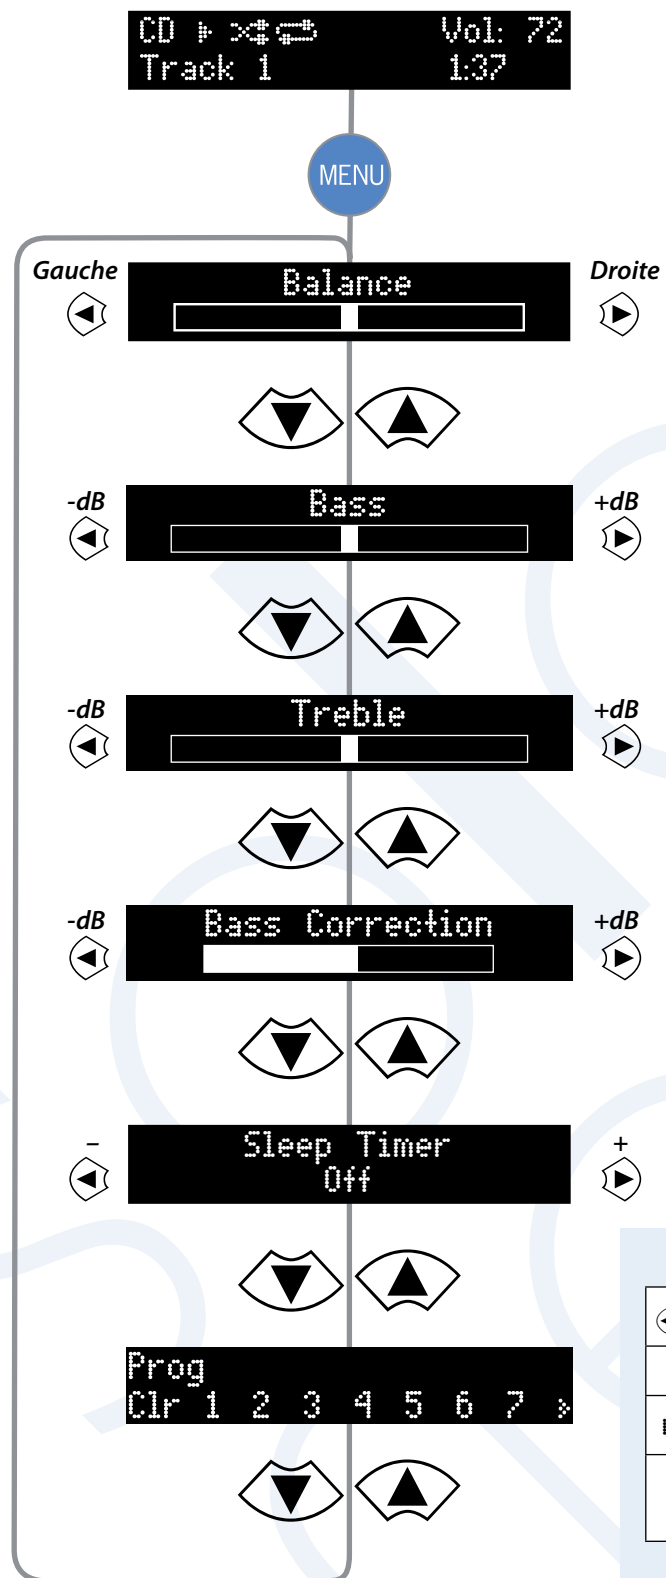 CD Vol: 72
Track 1 1:37
MENU
Gauche Balance Droite
-dB Bass +dB
-dB Treble +dB
-dB Bass Correction +dB
– Sleep Timer +
Off
Prog
Clr 1 2 3 4 5 6 7 >